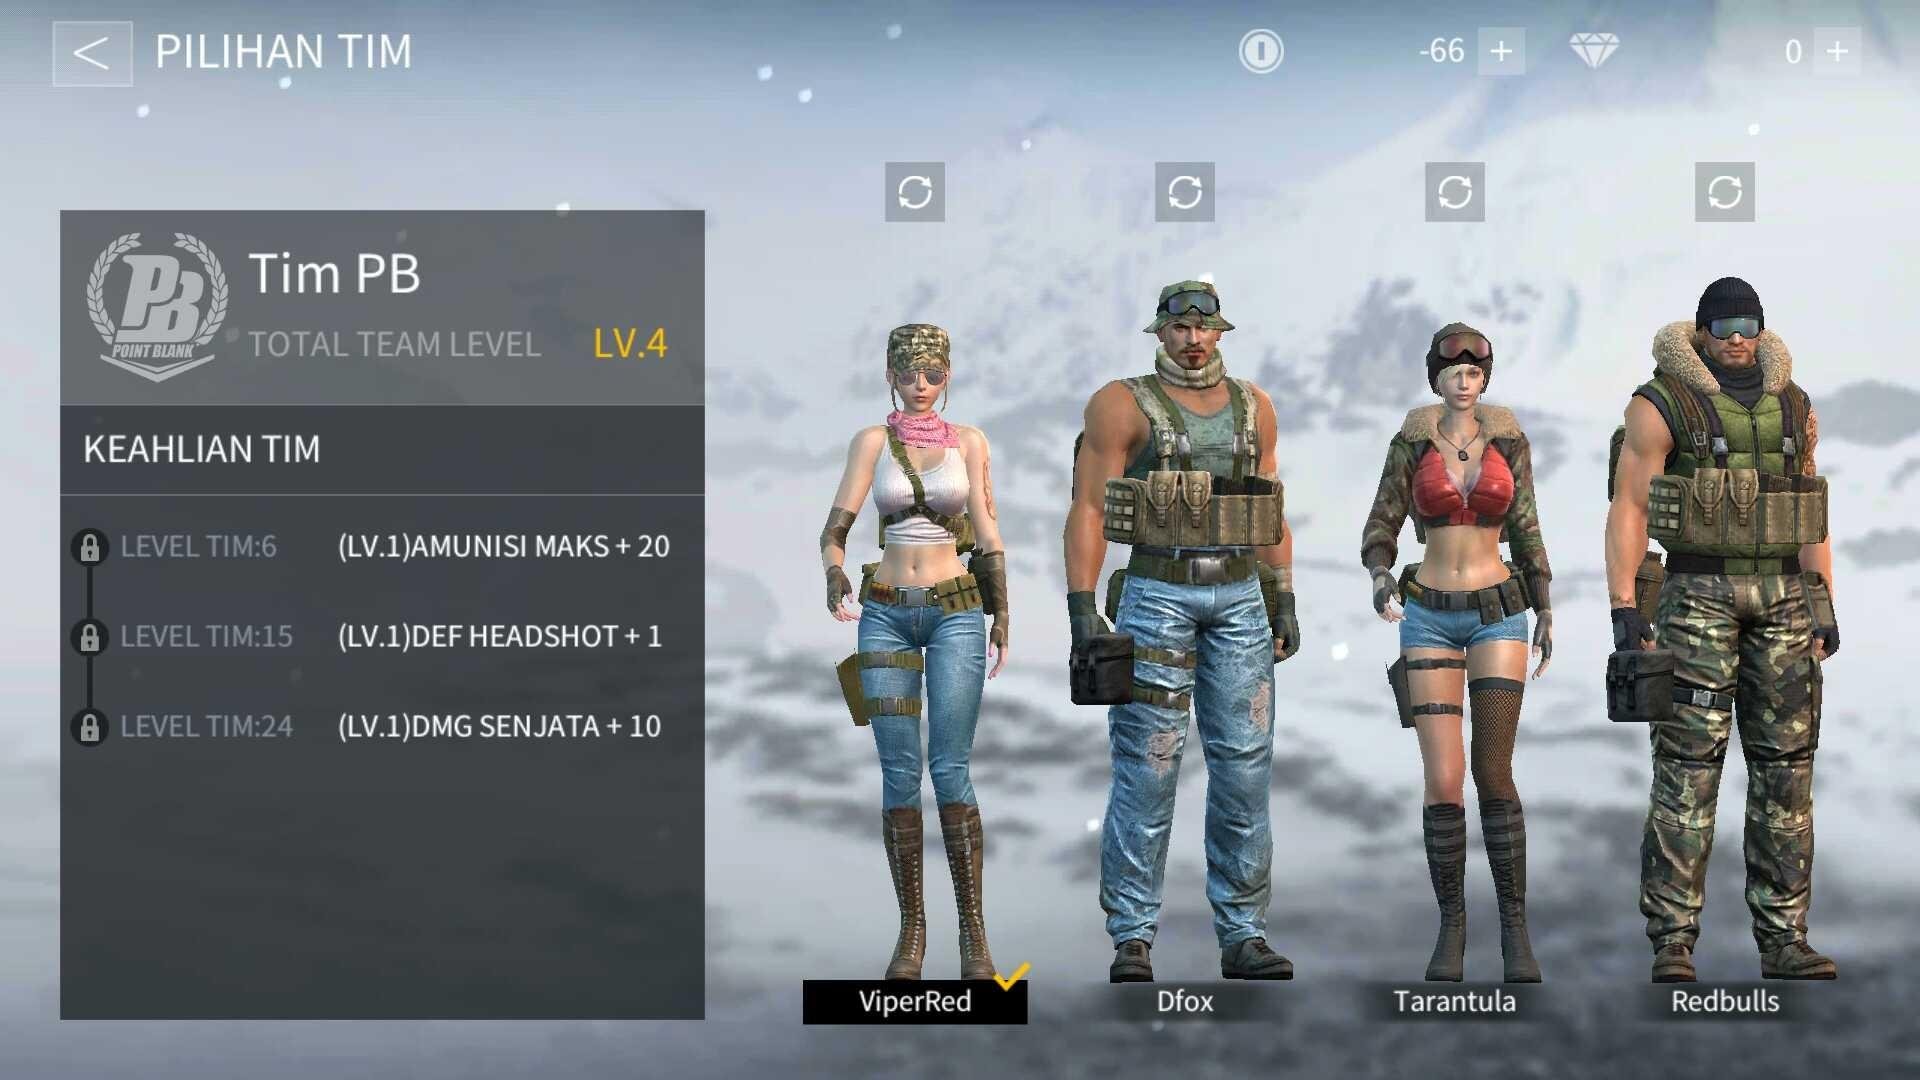 <
PILIHAN TIM
-66 +
0 +
PB
POINT BLANK
Tim PB
TOTAL TEAM LEVEL LV.4
KEAHLIAN TIM
LEVEL TIM:6 (LV.1)AMUNISI MAKS + 20
LEVEL TIM:15 (LV.1)DEF HEADSHOT + 1
LEVEL TIM:24 (LV.1)DMG SENJATA + 10
ViperRed
Dfox
Tarantula
Redbulls